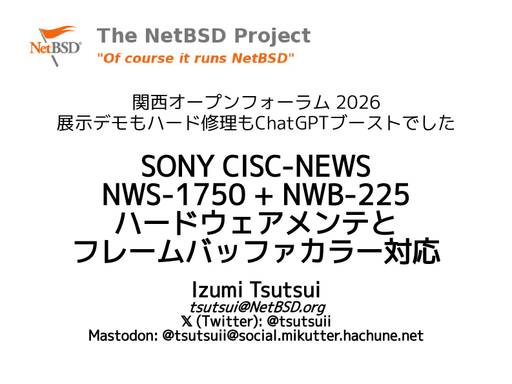 NetBSD®
The NetBSD Project
"Of course it runs NetBSD"
関西オープンフォーラム 2026
展示デモもハード修理もChatGPTブーストでした
SONY CISC-NEWS
NWS-1750 + NWB-225
ハードウェアメンテと
フレームバッファカラー対応
Izumi Tsutsui
tsutsui@NetBSD.org
𝕏 (Twitter): @tsutsuii
Mastodon: @tsutsuii@social.mikutter.hachune.net